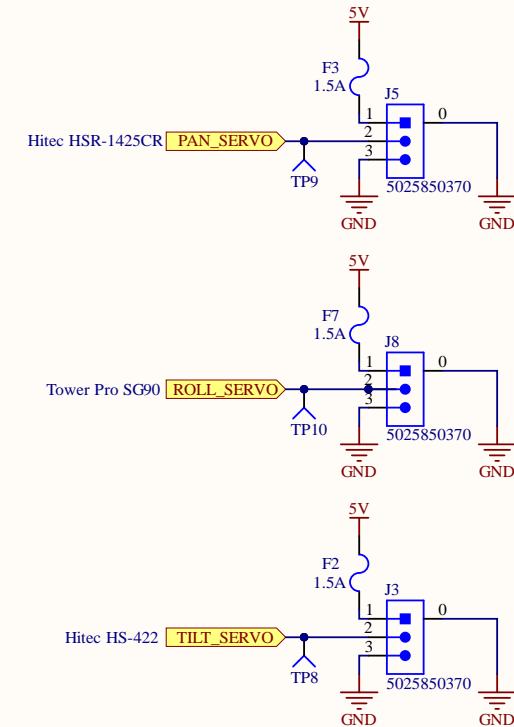 5V
F3
1.5A
J5
1
0
Hitec HSR-1425CR PAN_SERVO
2
3
TP9
5025850370
GND
GND
5V
F7
1.5A
J8
1
0
Tower Pro SG90 ROLL_SERVO
2
3
TP10
5025850370
GND
GND
5V
F2
1.5A
J3
1
0
Hitec HS-422 TILT_SERVO
2
3
TP8
5025850370
GND
GND